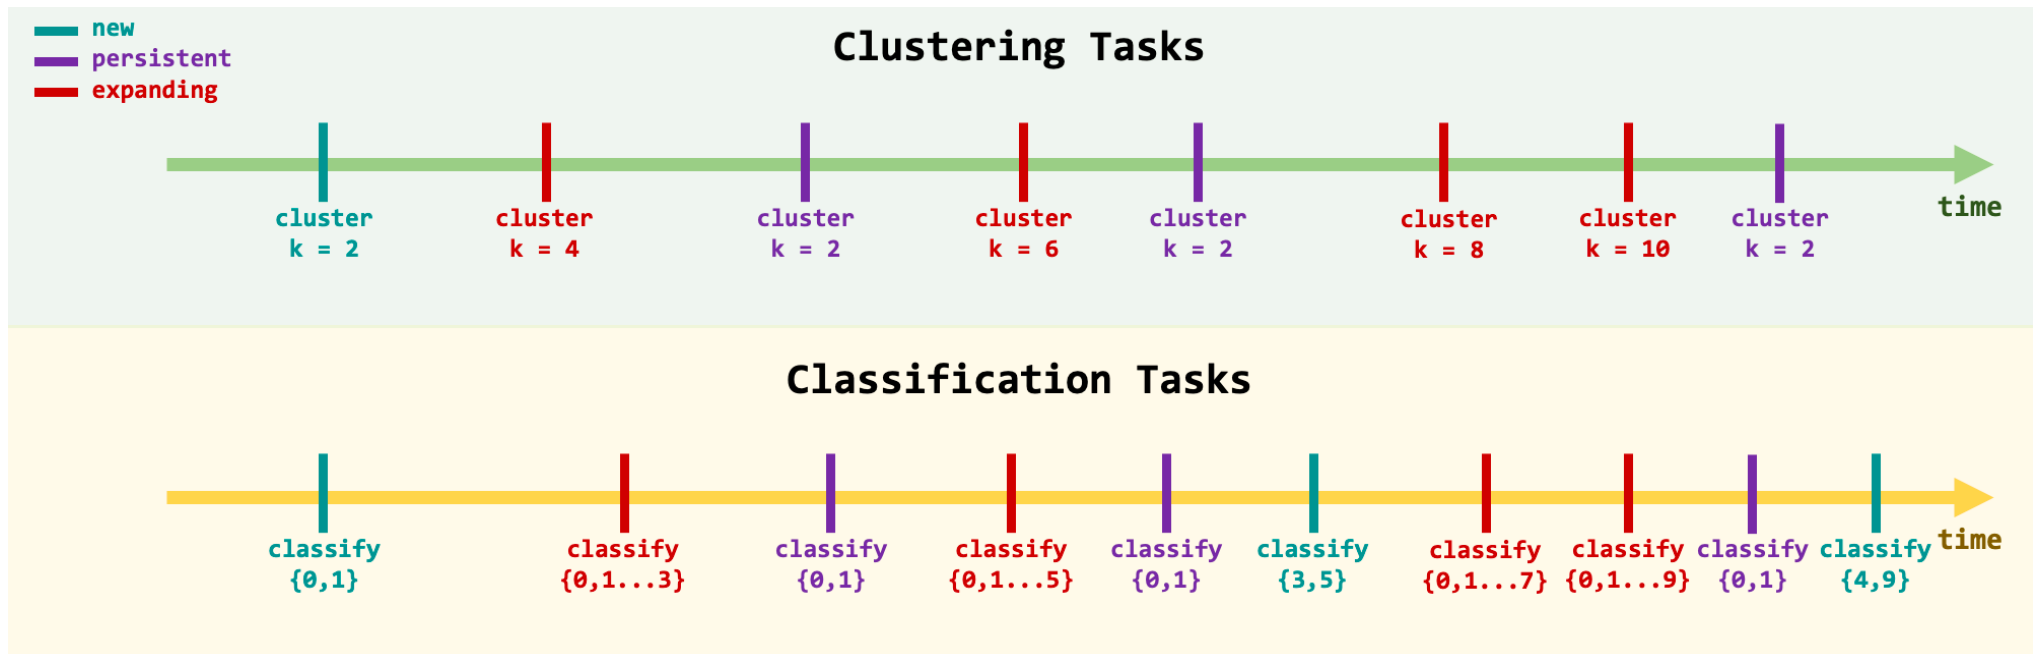 new
persistent
expanding
Clustering Tasks
cluster
k = 2
cluster
k = 4
cluster
k = 2
cluster
k = 6
cluster
k = 2
cluster
k = 8
cluster
k = 10
cluster
k = 2
time
Classification Tasks
classify
{0,1}
classify
{0,1...3}
classify
{0,1}
classify
{0,1...5}
classify
{0,1}
classify
{3,5}
classify
{0,1...7}
classify
{0,1...9}
classify
{0,1}
classify
{4,9}
time